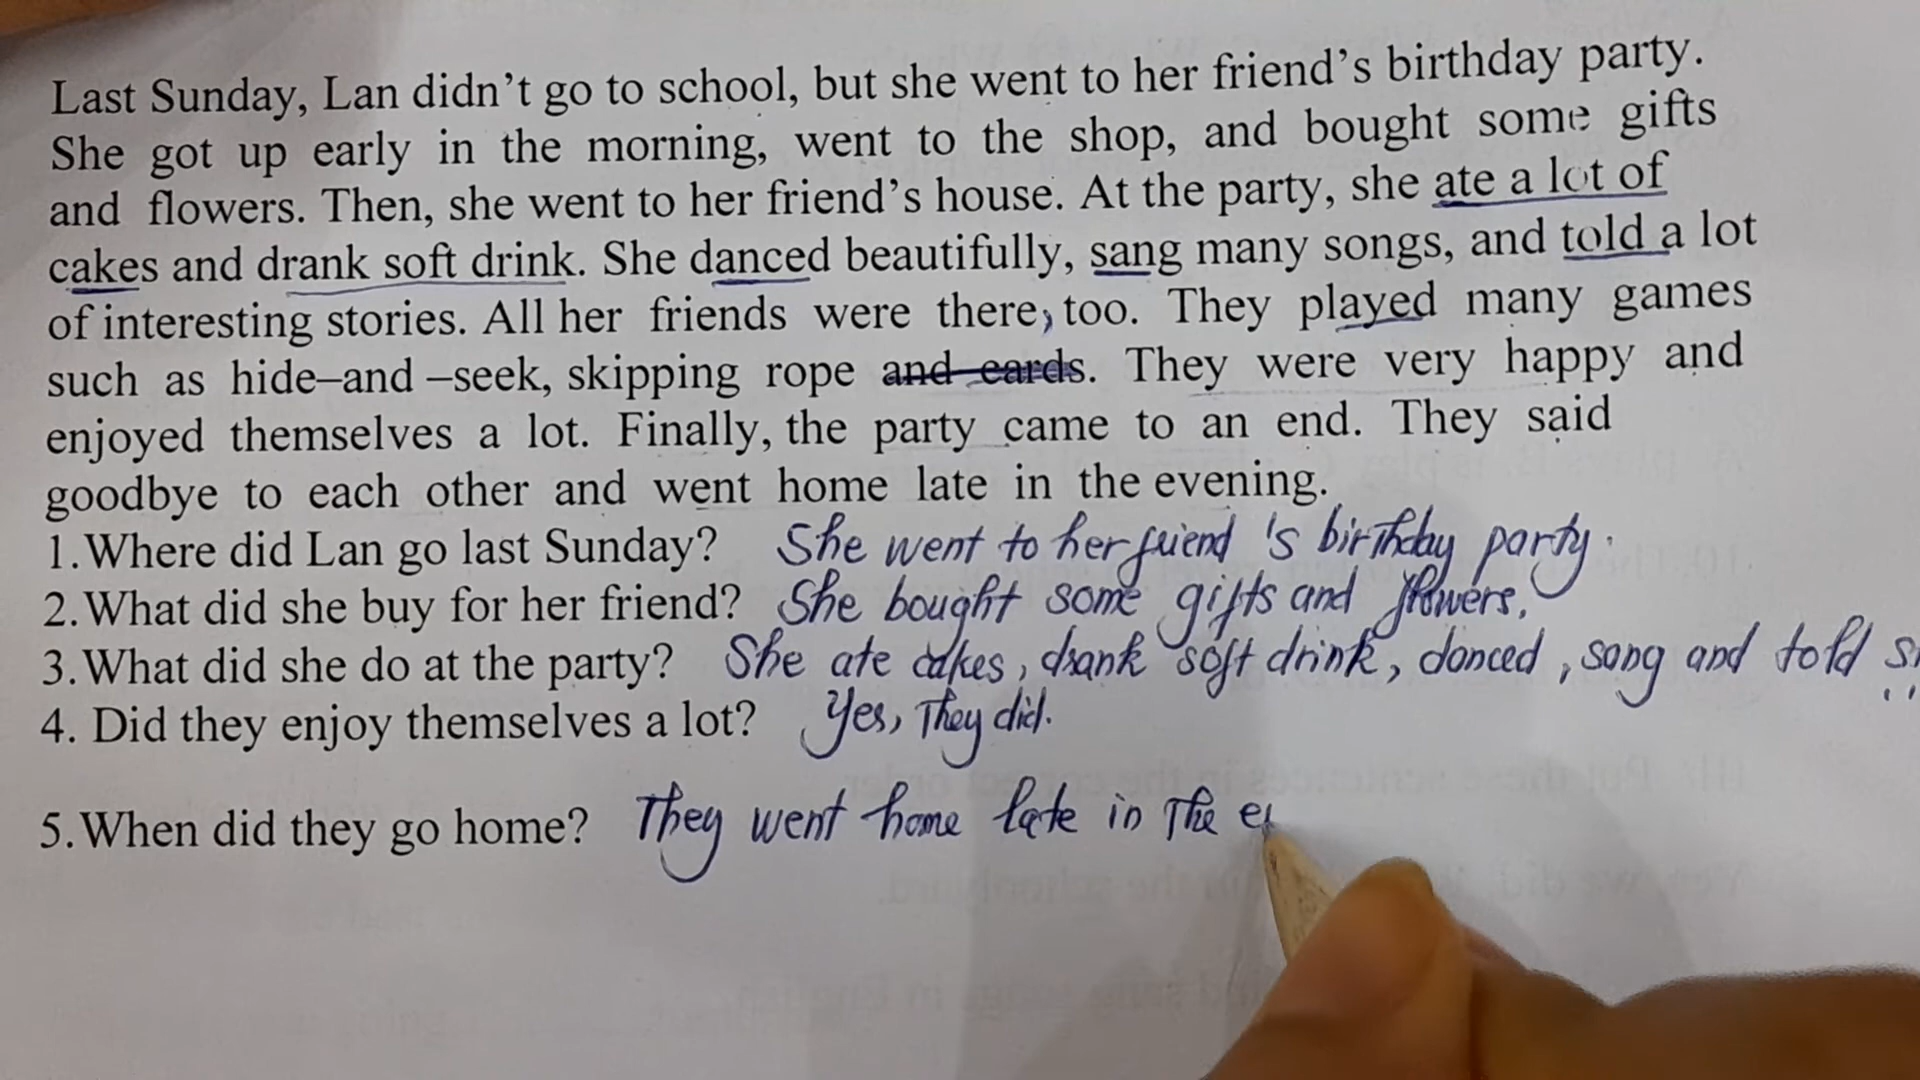 Last Sunday, Lan didn't go to school, but she went to her friend's birthday party.
She got up early in the morning, went to the shop, and bought some gifts
and flowers. Then, she went to her friend's house. At the party, she ate a lot of
cakes and drank soft drink. She danced beautifully, sang many songs, and told a lot
of interesting stories. All her friends were there, too. They played many games
such as hide–and –seek, skipping rope and cards. They were very happy and
enjoyed themselves a lot. Finally, the party came to an end. They said
goodbye to each other and went home late in the evening.
1. Where did Lan go last Sunday? She went to her friend 's birthday party.
2. What did she buy for her friend? She bought some gifts and flowers.
3. What did she do at the party? She ate cakes, drank soft drink, danced, sang and told
4. Did they enjoy themselves a lot? Yes, They did.
5. When did they go home? They went home late in the